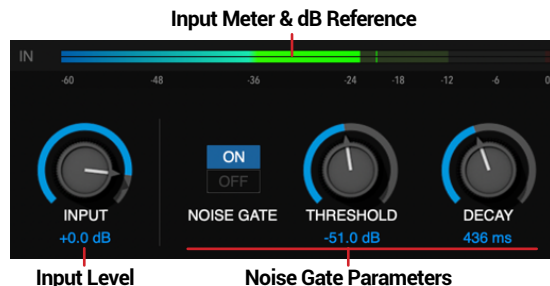 Input Meter & dB Reference
IN
-60 -48 -36 -24 -18 -12 -6 0
ON
OFF
INPUT NOISE GATE THRESHOLD DECAY
+0.0 dB -51.0 dB 436 ms
Input Level Noise Gate Parameters